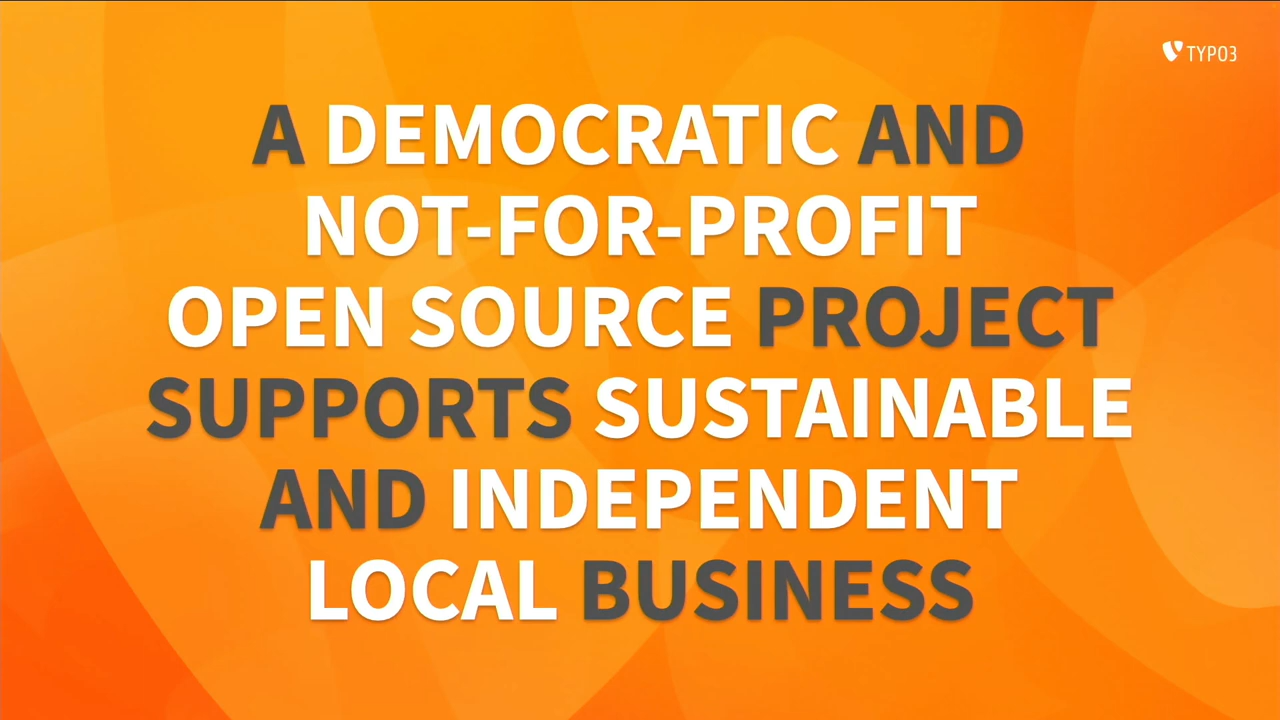 TYPO3
A DEMOCRATIC AND
NOT-FOR-PROFIT
OPEN SOURCE PROJECT
SUPPORTS SUSTAINABLE
AND INDEPENDENT
LOCAL BUSINESS